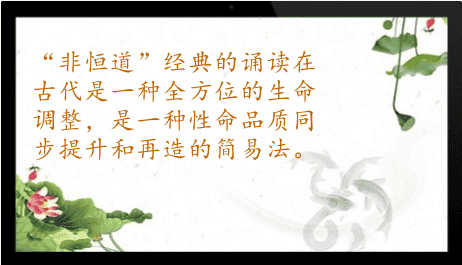 “非恒道”经典的诵读在
古代是一种全方位的生命
调整，是一种性命品质同
步提升和再造的简易法。